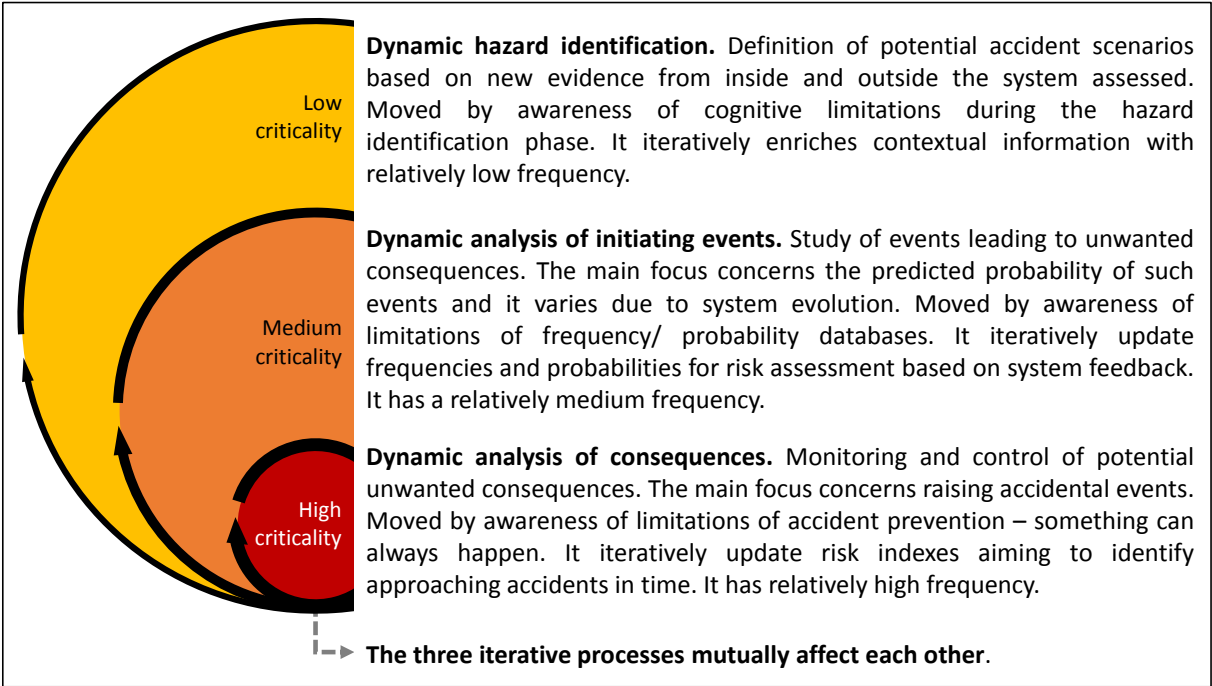 Low
criticality
Dynamic hazard identification. Definition of potential accident scenarios
based on new evidence from inside and outside the system assessed.
Moved by awareness of cognitive limitations during the hazard
identification phase. It iteratively enriches contextual information with
relatively low frequency.
Medium
criticality
Dynamic analysis of initiating events. Study of events leading to unwanted
consequences. The main focus concerns the predicted probability of such
events and it varies due to system evolution. Moved by awareness of
limitations of frequency/ probability databases. It iteratively update
frequencies and probabilities for risk assessment based on system feedback.
It has a relatively medium frequency.
High
criticality
Dynamic analysis of consequences. Monitoring and control of potential
unwanted consequences. The main focus concerns raising accidental events.
Moved by awareness of limitations of accident prevention – something can
always happen. It iteratively update risk indexes aiming to identify
approaching accidents in time. It has relatively high frequency.
The three iterative processes mutually affect each other.